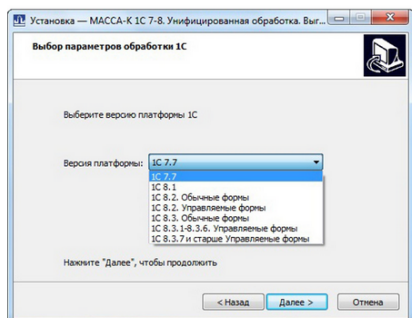 Установка — МАССА-К 1С 7-8. Унифицированная обработка. Выг...
Выбор параметров обработки 1С
Выберите версию платформы 1С
Версия платформы: 1С 7.7
1С 7.7
1С 8.1
1С 8.2. Обычные формы
1С 8.2. Управляемые формы
1С 8.3. Обычные формы
1С 8.3.1-8.3.6. Управляемые формы
1С 8.3.7 и старше Управляемые формы
Нажмите "Далее", чтобы продолжить
< Назад Далее > Отмена